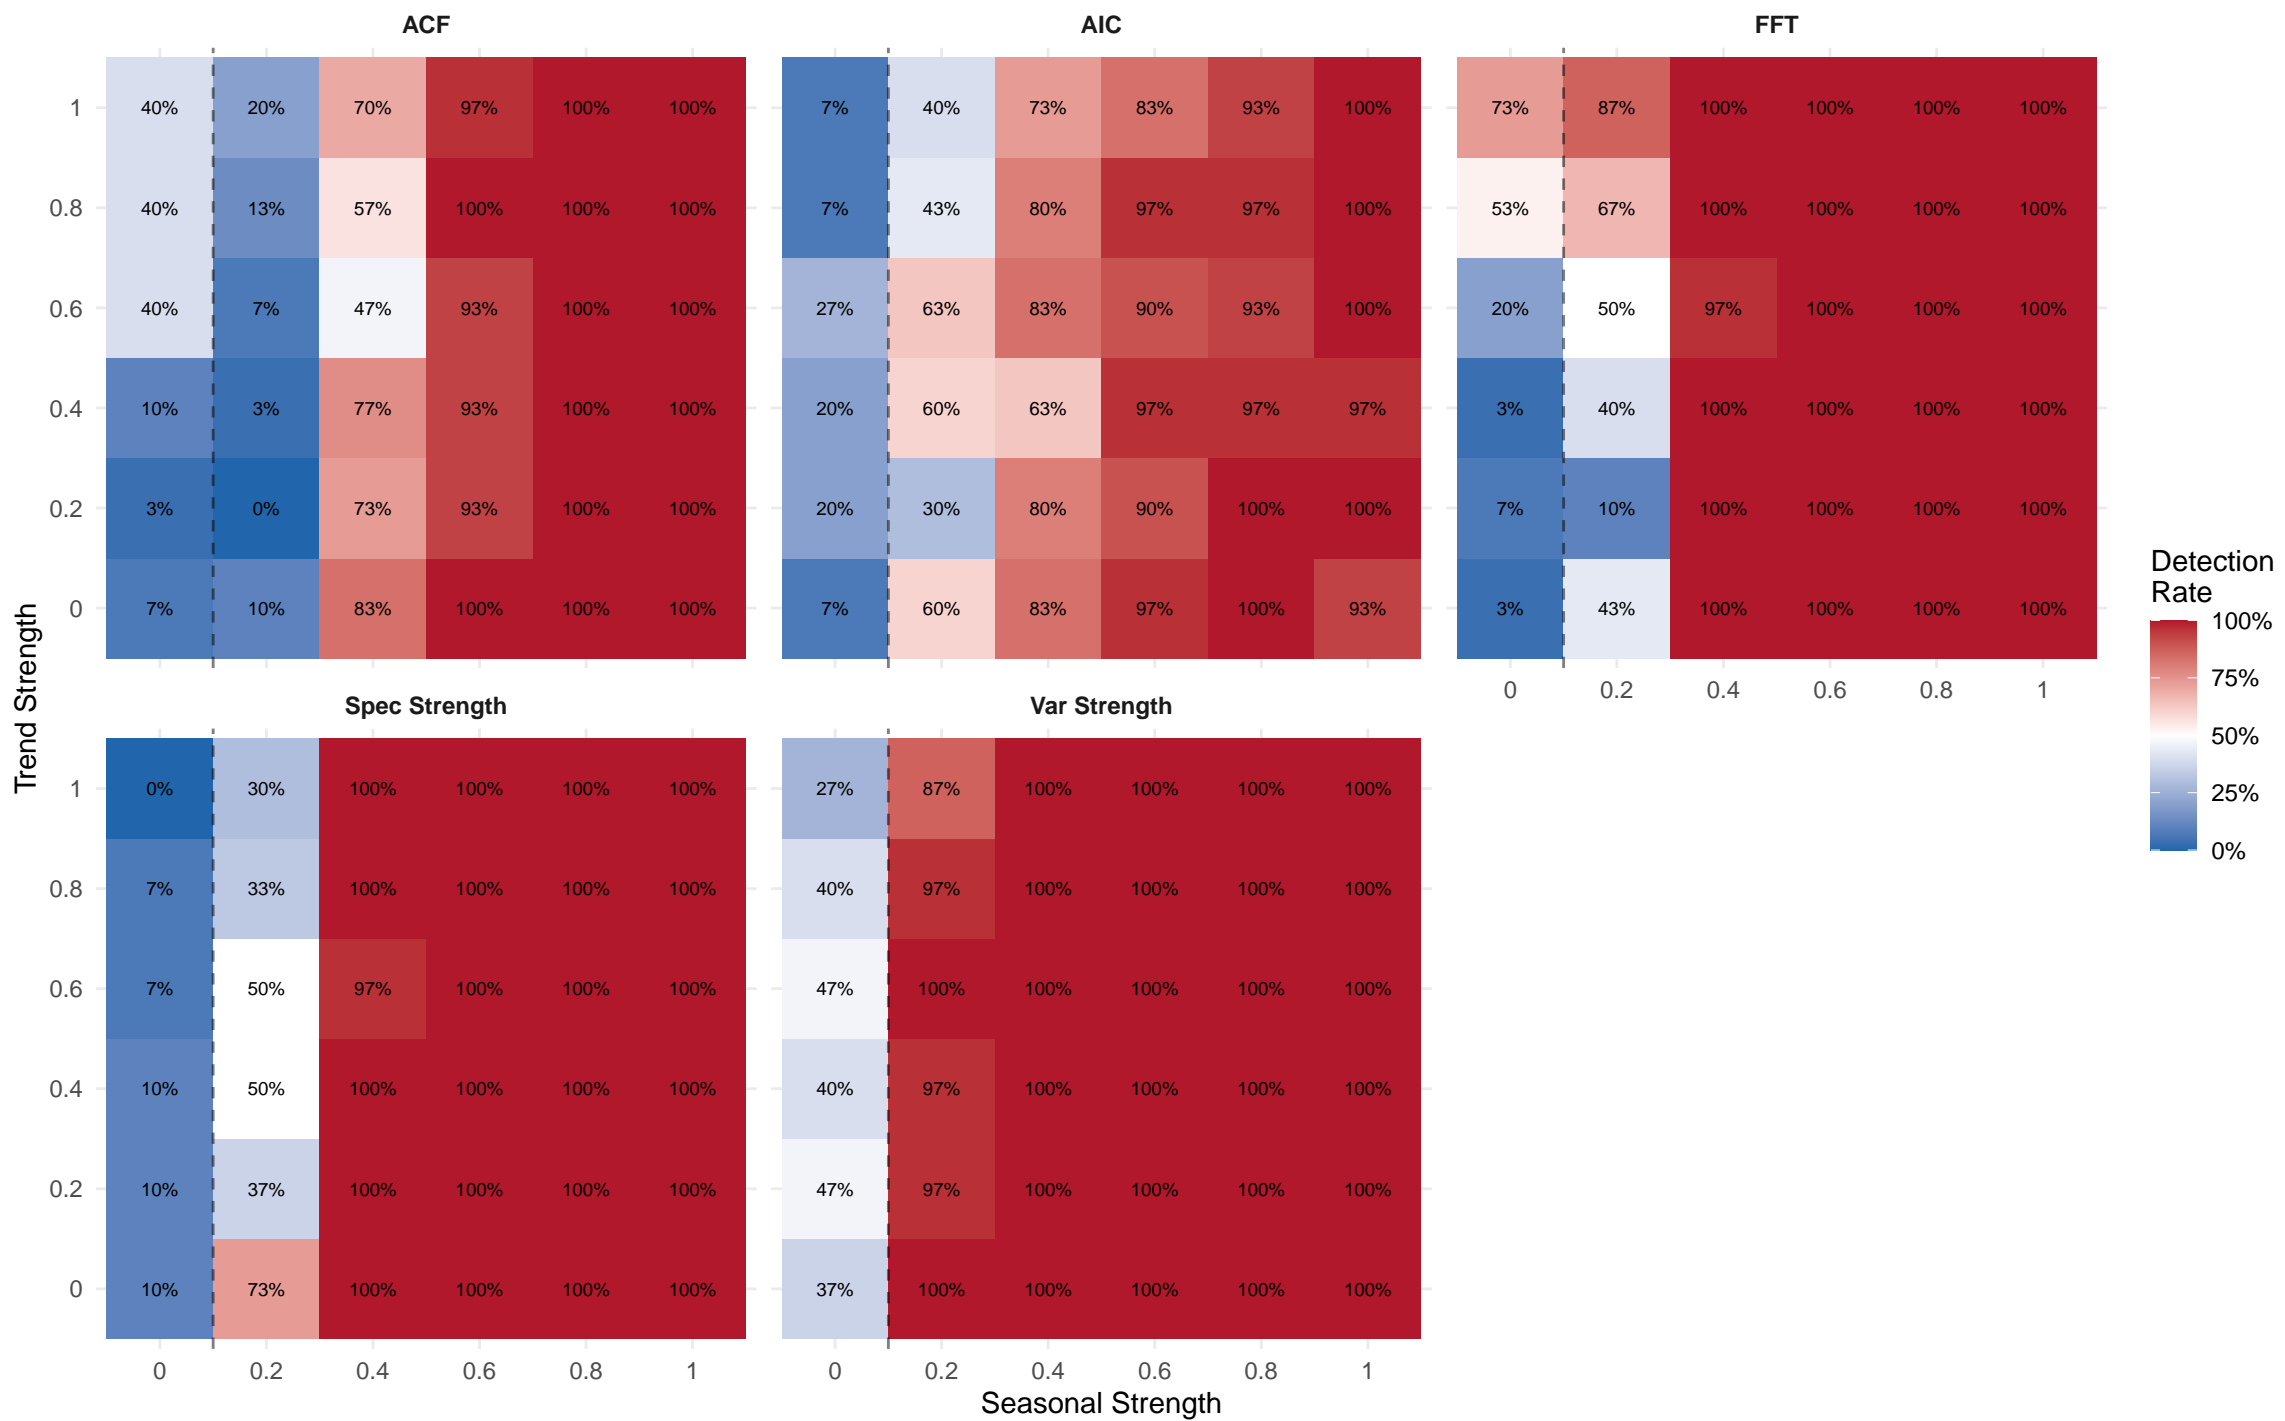 ACF AIC FFT
1 40% 20% 70% 97% 100% 100% 7% 40% 73% 83% 93% 100% 73% 87% 100% 100% 100% 100%
0.8 40% 13% 57% 100% 100% 100% 7% 43% 80% 97% 97% 100% 53% 67% 100% 100% 100% 100%
0.6 40% 7% 47% 93% 100% 100% 27% 63% 83% 90% 93% 100% 20% 50% 97% 100% 100% 100%
0.4 10% 3% 77% 93% 100% 100% 20% 60% 63% 97% 97% 97% 3% 40% 100% 100% 100% 100%
0.2 3% 0% 73% 93% 100% 100% 20% 30% 80% 90% 100% 100% 7% 10% 100% 100% 100% 100%
0 7% 10% 83% 100% 100% 100% 7% 60% 83% 97% 100% 93% 3% 43% 100% 100% 100% 100%
0 0.2 0.4 0.6 0.8 1
Trend Strength
Spec Strength Var Strength
1 0% 30% 100% 100% 100% 100% 27% 87% 100% 100% 100% 100%
0.8 7% 33% 100% 100% 100% 100% 40% 97% 100% 100% 100% 100%
0.6 7% 50% 97% 100% 100% 100% 47% 100% 100% 100% 100% 100%
0.4 10% 50% 100% 100% 100% 100% 40% 97% 100% 100% 100% 100%
0.2 10% 37% 100% 100% 100% 100% 47% 97% 100% 100% 100% 100%
0 10% 73% 100% 100% 100% 100% 37% 100% 100% 100% 100% 100%
0 0.2 0.4 0.6 0.8 1 0 0.2 0.4 0.6 0.8 1
Seasonal Strength
Detection
Rate
100%
75%
50%
25%
0%